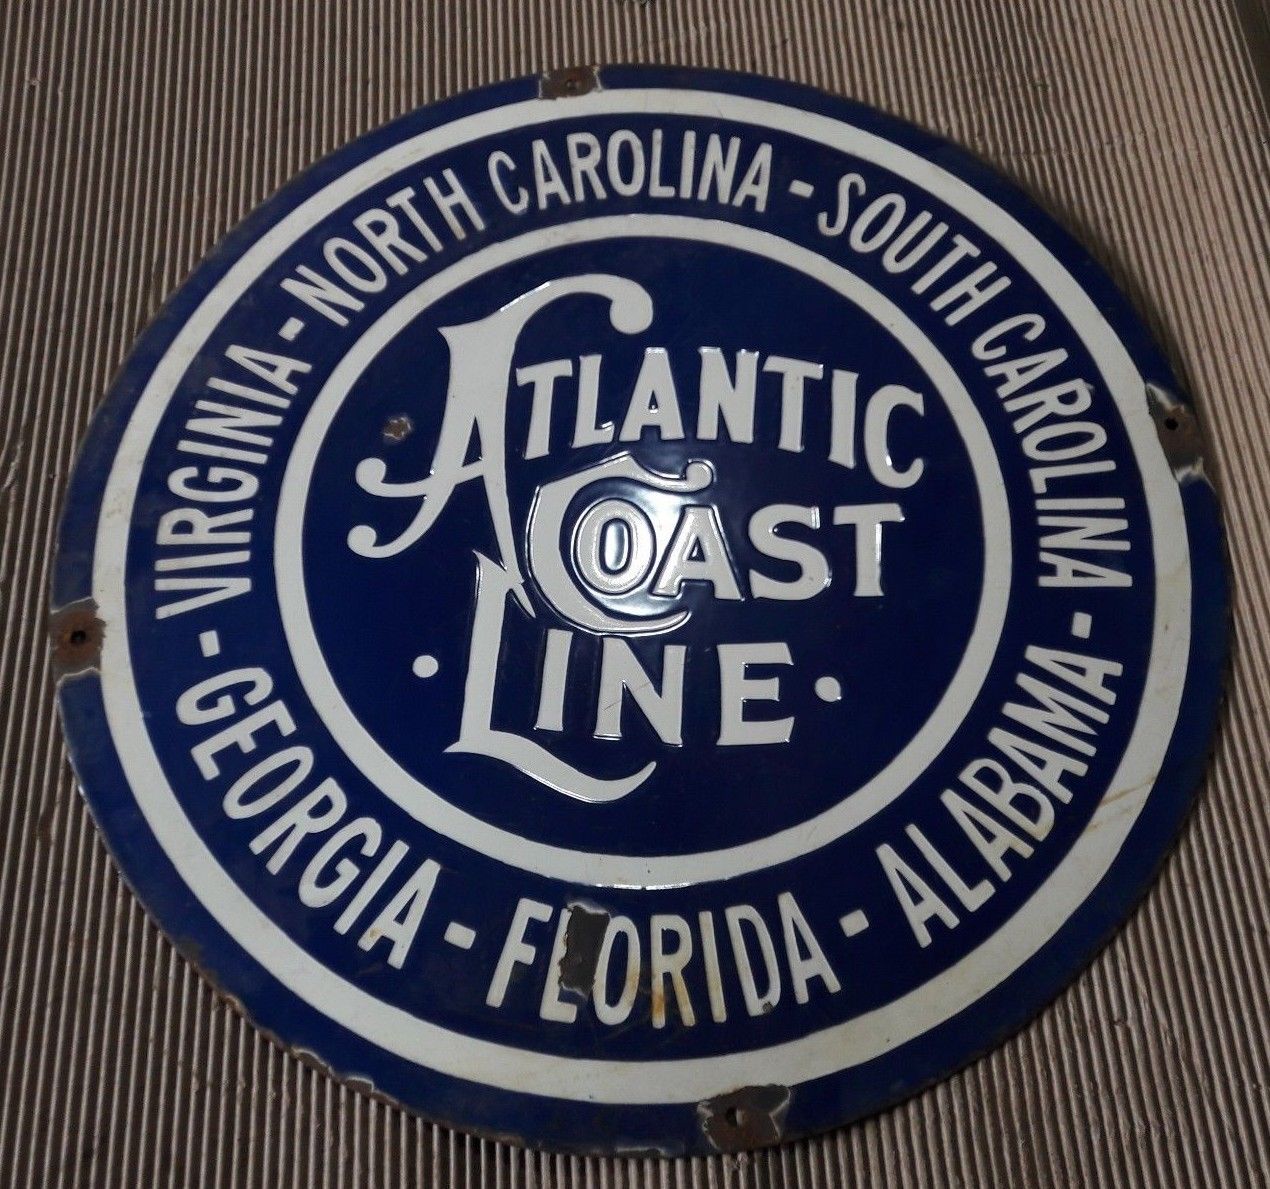 VIRGINIA - NORTH CAROLINA - SOUTH CAROLINA -
ATLANTIC
COAST
· LINE ·
- GEORGIA - FLORIDA - ALABAMA